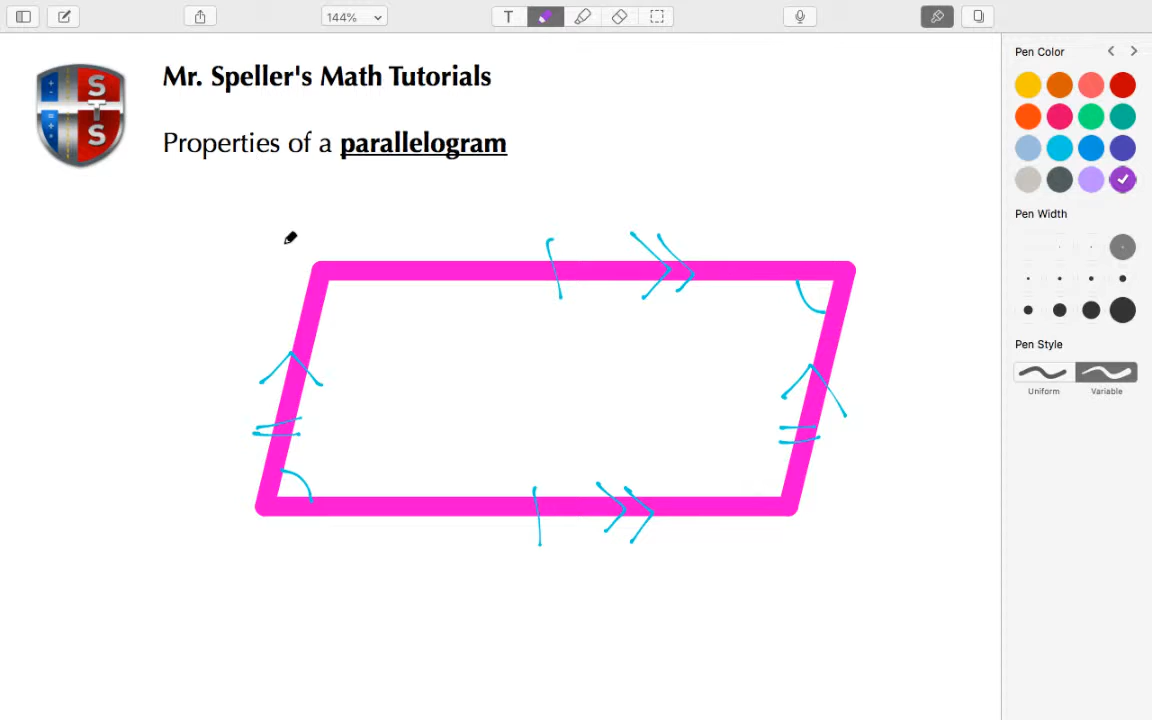 144%
T
Pen Color
Mr. Speller's Math Tutorials
S
T
S
Properties of a parallelogram
Pen Width
Pen Style
Uniform Variable